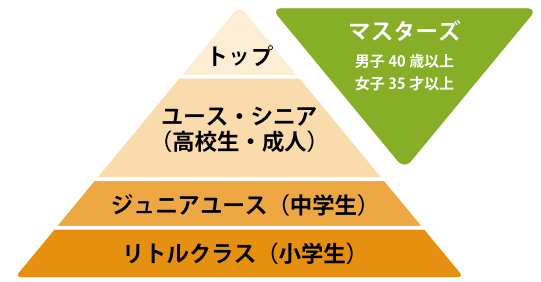 トップ
ユース・シニア
（高校生・成人）
ジュニアユース（中学生）
リトルクラス（小学生）
マスターズ
男子 40 歳以上
女子 35 才以上